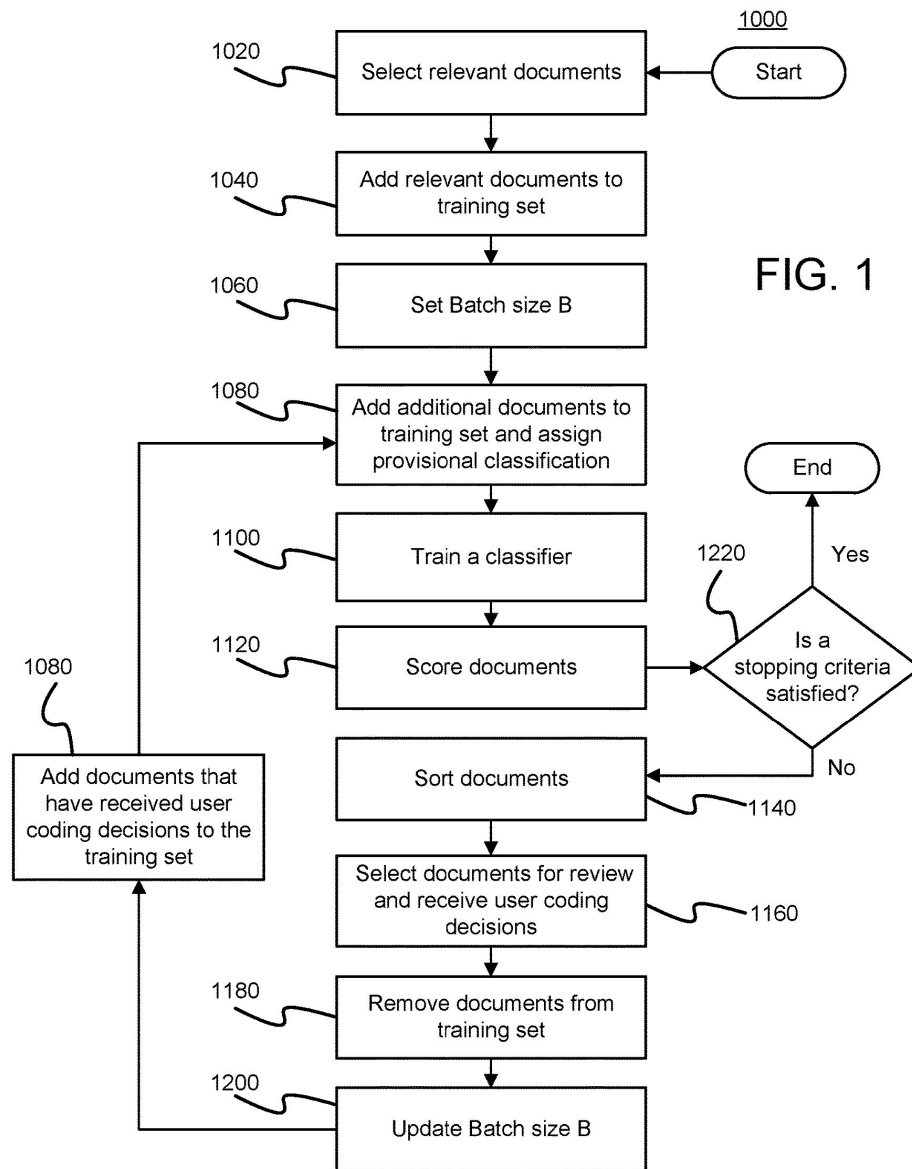 1000
Start
1020
Select relevant documents
1040
Add relevant documents to
training set
FIG. 1
1060
Set Batch size B
1080
Add additional documents to
training set and assign
provisional classification
End
1100
Train a classifier
Yes
1220
1120
Score documents
Is a
stopping criteria
satisfied?
1080
Add documents that
have received user
coding decisions to the
training set
No
Sort documents
1140
Select documents for review
and receive user coding
decisions
1160
1180
Remove documents from
training set
1200
Update Batch size B